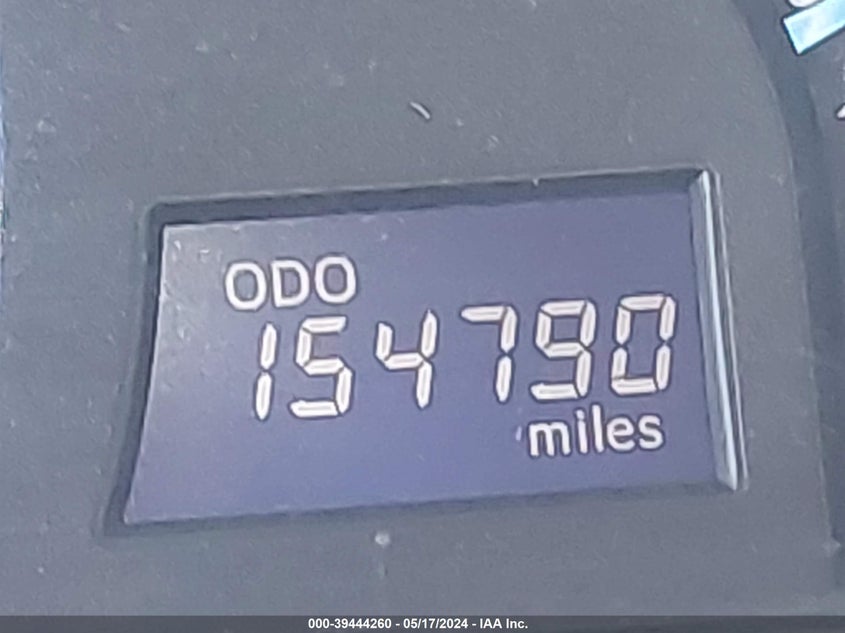 ODO
154790
miles
000-39444260 - 05/17/2024 - IAA Inc.